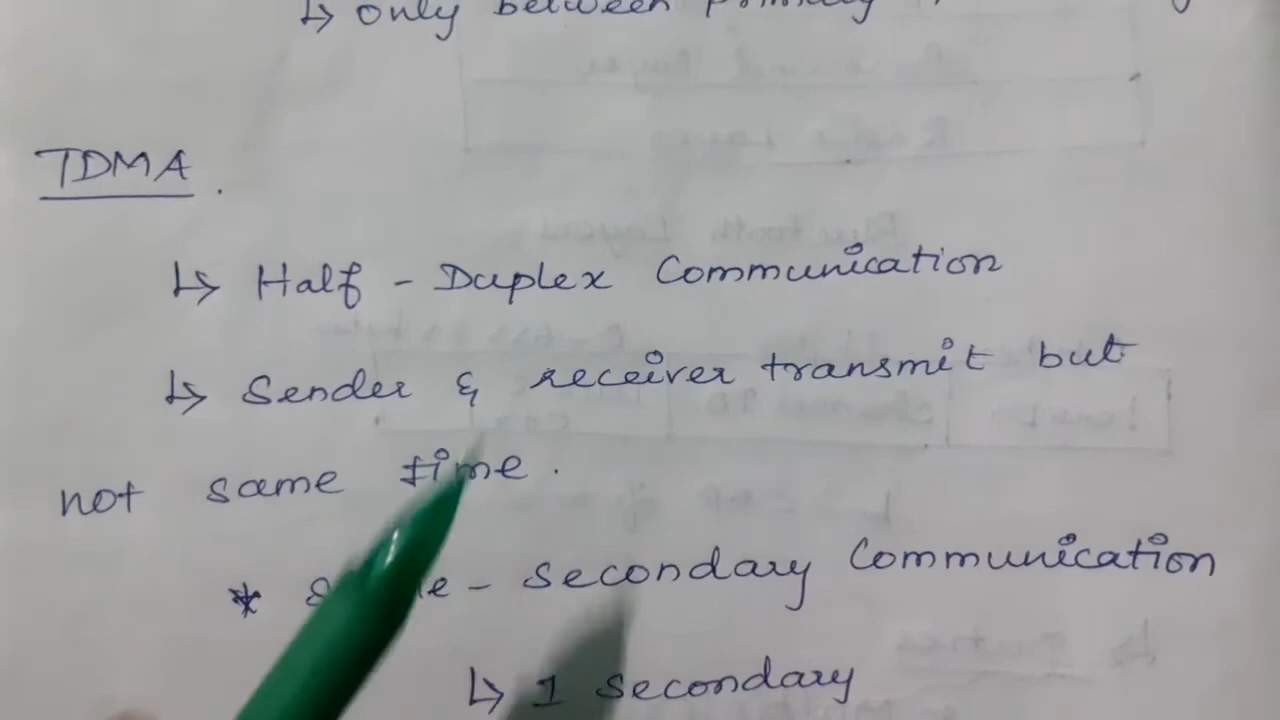 ↳ only between
TDMA.
↳ Half - Duplex Communication
↳ Sender & receiver transmit but
not same time.
* - Secondary Communication
↳ 1 Secondary